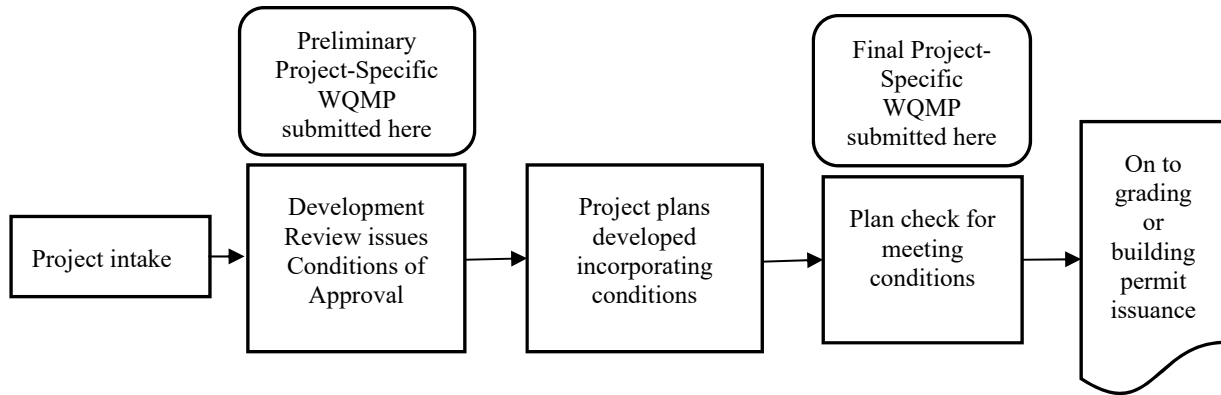 Preliminary
Project-Specific
WQMP
submitted here
Final Project-
Specific
WQMP
submitted here
Project intake
Development
Review issues
Conditions of
Approval
Project plans
developed
incorporating
conditions
Plan check for
meeting
conditions
On to
grading
or
building
permit
issuance